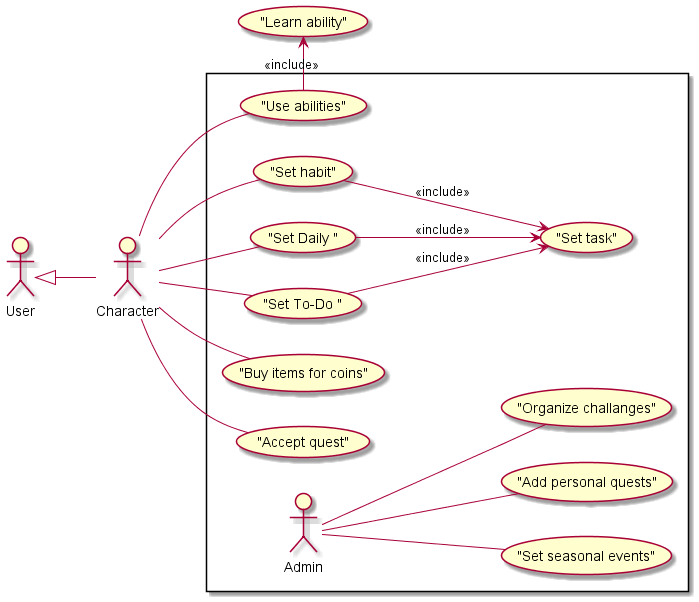 "Learn ability"
«include»
"Use abilities"
"Set habit"
«include»
"Set Daily "
«include»
"Set task"
"Set To-Do "
«include»
User
Character
"Buy items for coins"
"Organize challanges"
"Accept quest"
"Add personal quests"
Admin
"Set seasonal events"